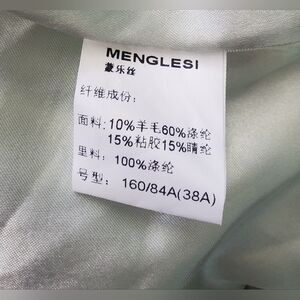 MENGLESI
蒙乐丝
纤维成份:
面料:10%羊毛60%涤纶
15%粘胶15%腈纶
里料: 100%涤纶
号型: 160/84A(38A)